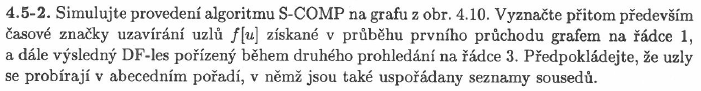 4.5-2. Simulujte provedení algoritmu S-COMP na grafu z obr. 4.10. Vyznačte přitom především
časové značky uzavírání uzlů f[u] získané v průběhu prvního průchodu grafem na řádce 1,
a dále výsledný DF-les pořízený během druhého prohledání na řádce 3. Předpokládejte, že uzly
se probírají v abecedním pořadí, v němž jsou také uspořádany seznamy sousedů.